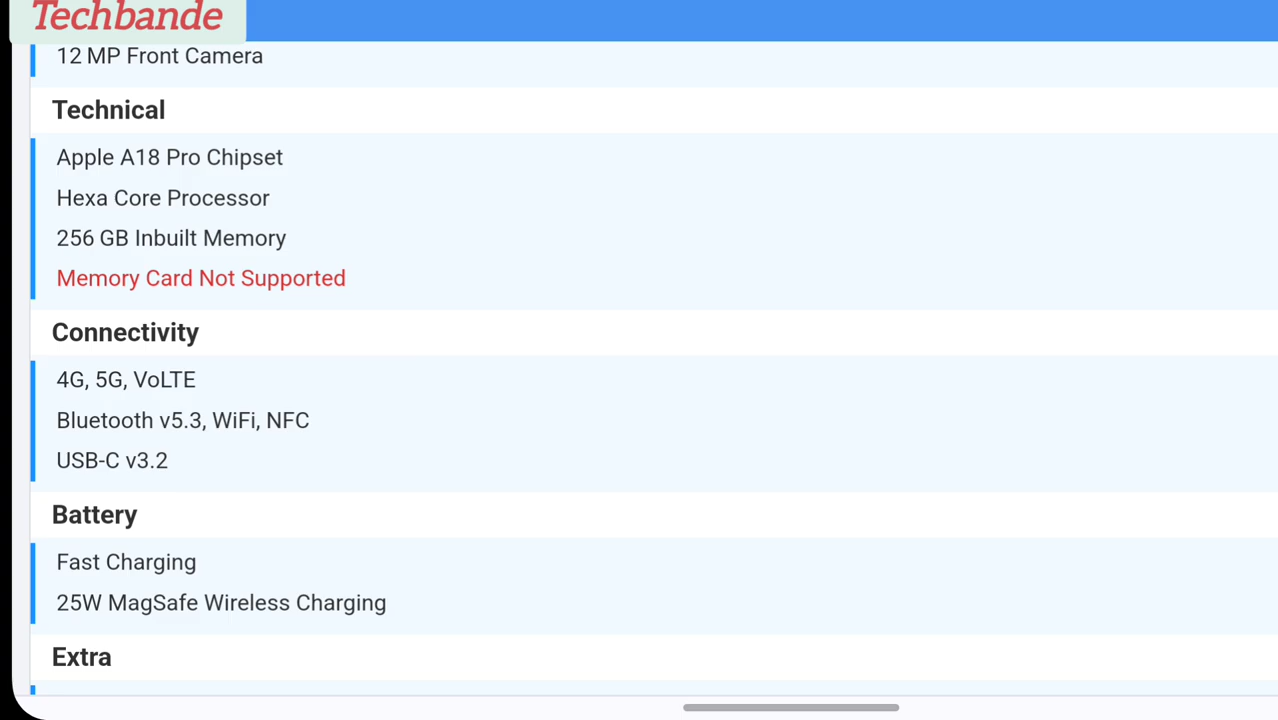 Techbande
12 MP Front Camera
Technical
Apple A18 Pro Chipset
Hexa Core Processor
256 GB Inbuilt Memory
Memory Card Not Supported
Connectivity
4G, 5G, VoLTE
Bluetooth v5.3, WiFi, NFC
USB-C v3.2
Battery
Fast Charging
25W MagSafe Wireless Charging
Extra